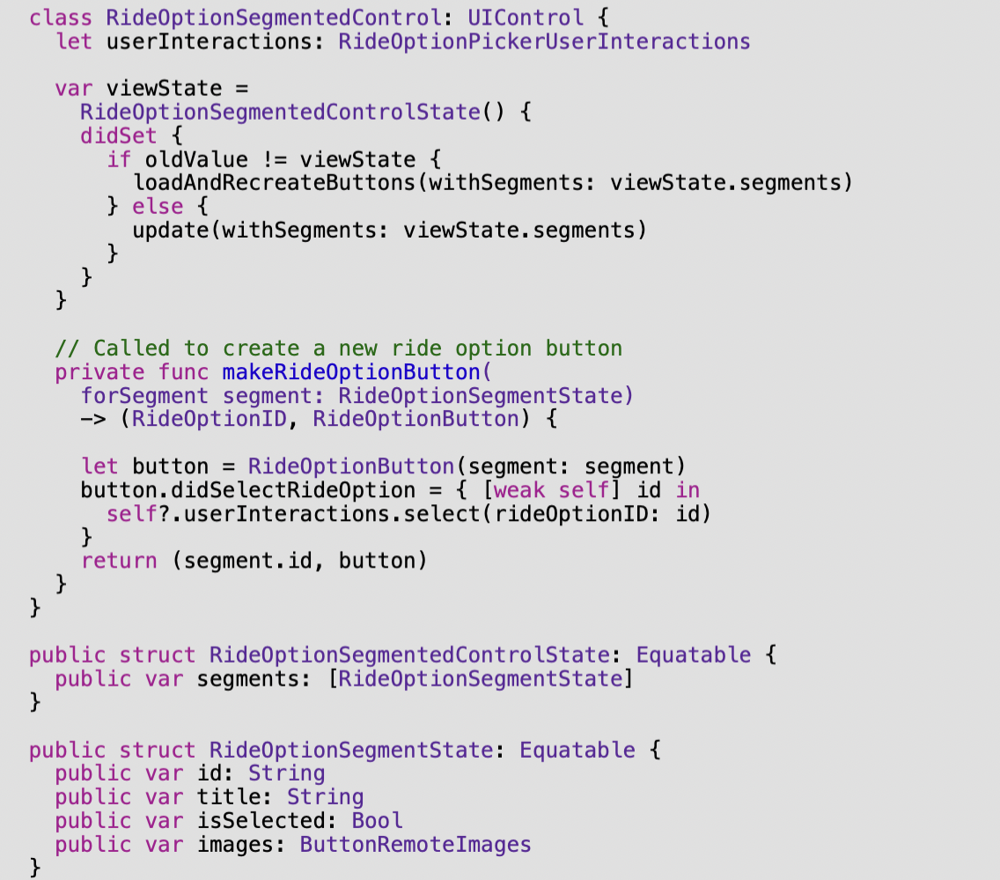 class RideOptionSegmentedControl: UIControl {
  let userInteractions: RideOptionPickerUserInteractions

  var viewState =
    RideOptionSegmentedControlState() {
    didSet {
      if oldValue != viewState {
        loadAndRecreateButtons(withSegments: viewState.segments)
      } else {
        update(withSegments: viewState.segments)
      }
    }
  }

  // Called to create a new ride option button
  private func makeRideOptionButton(
    forSegment segment: RideOptionSegmentState)
    -> (RideOptionID, RideOptionButton) {

    let button = RideOptionButton(segment: segment)
    button.didSelectRideOption = { [weak self] id in
      self?.userInteractions.select(rideOptionID: id)
    }
    return (segment.id, button)
  }
}

public struct RideOptionSegmentedControlState: Equatable {
  public var segments: [RideOptionSegmentState]
}

public struct RideOptionSegmentState: Equatable {
  public var id: String
  public var title: String
  public var isSelected: Bool
  public var images: ButtonRemoteImages
}